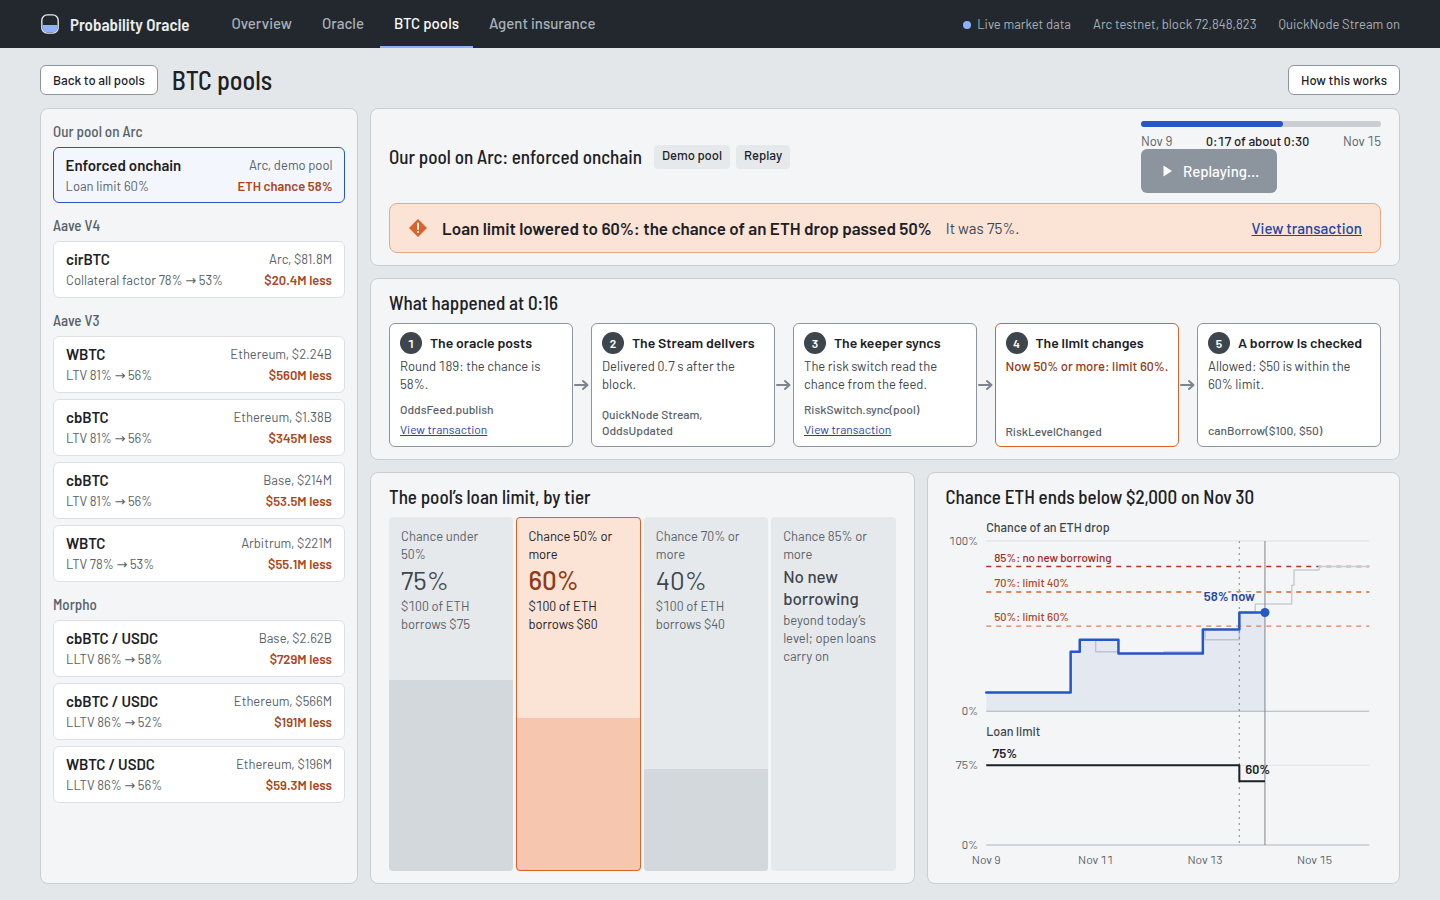 Probability Oracle
Overview
Oracle
BTC pools
Agent insurance
Live market data
Arc testnet, block 72,848,823
QuickNode Stream on
Back to all pools
BTC pools
How this works
Our pool on Arc
Enforced onchain
Arc, demo pool
Loan limit 60%
ETH chance 58%
Aave V4
cirBTC
Arc, $81.8M
Collateral factor 78% → 53%
$20.4M less
Aave V3
WBTC
Ethereum, $2.24B
LTV 81% → 56%
$560M less
cbBTC
Ethereum, $1.38B
LTV 81% → 56%
$345M less
cbBTC
Base, $214M
LTV 81% → 56%
$53.5M less
WBTC
Arbitrum, $221M
LTV 78% → 53%
$55.1M less
Morpho
cbBTC / USDC
Base, $2.62B
LLTV 86% → 58%
$729M less
cbBTC / USDC
Ethereum, $566M
LLTV 86% → 52%
$191M less
WBTC / USDC
Ethereum, $196M
LLTV 86% → 56%
$59.3M less
Our pool on Arc: enforced onchain
Demo pool
Replay
Nov 9
0:17 of about 0:30
Nov 15
Replaying...
Loan limit lowered to 60%: the chance of an ETH drop passed 50%
It was 75%.
View transaction
What happened at 0:16
1 The oracle posts
Round 189: the chance is
58%.
OddsFeed.publish
View transaction
2 The Stream delivers
Delivered 0.7 s after the
block.
QuickNode Stream,
OddsUpdated
3 The keeper syncs
The risk switch read the
chance from the feed.
RiskSwitch.sync(pool)
View transaction
4 The limit changes
Now 50% or more: limit 60%.
RiskLevelChanged
5 A borrow is checked
Allowed: $50 is within the
60% limit.
canBorrow($100, $50)
The pool's loan limit, by tier
Chance under
50%
75%
$100 of ETH
borrows $75
Chance 50% or
more
60%
$100 of ETH
borrows $60
Chance 70% or
more
40%
$100 of ETH
borrows $40
Chance 85% or
more
No new
borrowing
beyond today's
level; open loans
carry on
Chance ETH ends below $2,000 on Nov 30
Chance of an ETH drop
100%
85%: no new borrowing
70%: limit 40%
58% now
50%: limit 60%
0%
Loan limit
75%
75%
60%
0%
Nov 9
Nov 11
Nov 13
Nov 15